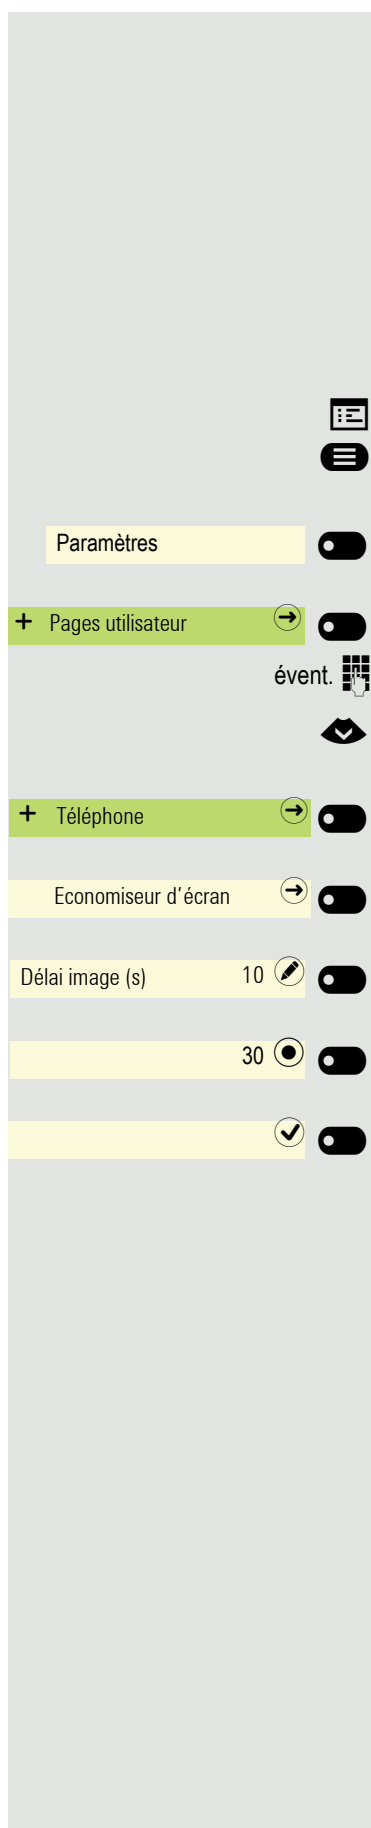 Paramètres
+ Pages utilisateur
évent.
+ Téléphone
Economiseur d'écran
Délai image (s) 10
30